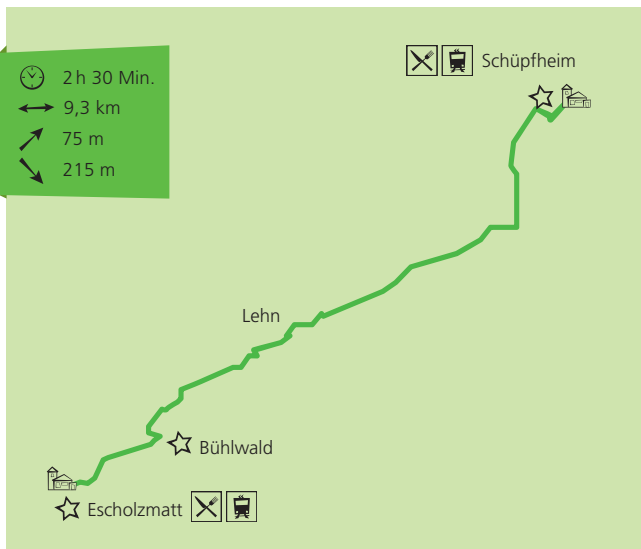 2 h 30 Min.
9,3 km
75 m
215 m
Schüpfheim
Lehn
Bühlwald
Escholzmatt